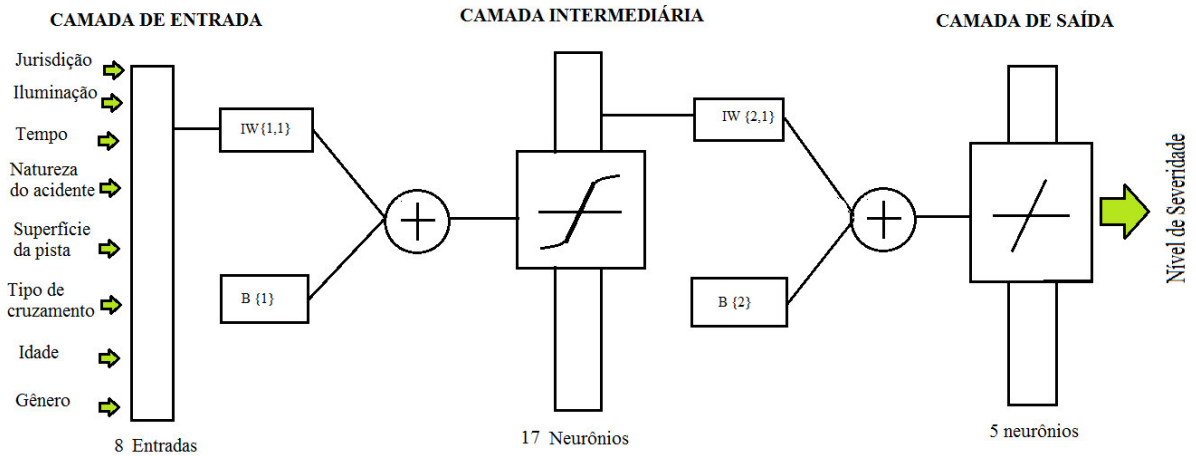 CAMADA DE ENTRADA
CAMADA INTERMEDIÁRIA
CAMADA DE SAÍDA
Jurisdição
Iluminação
Tempo
Natureza
do acidente
Superfície
da pista
Tipo de
cruzamento
Idade
Gênero
8 Entradas
IW{1,1}
B {1}
17 Neurônios
IW {2,1}
B {2}
5 neurônios
Nível de Severidade